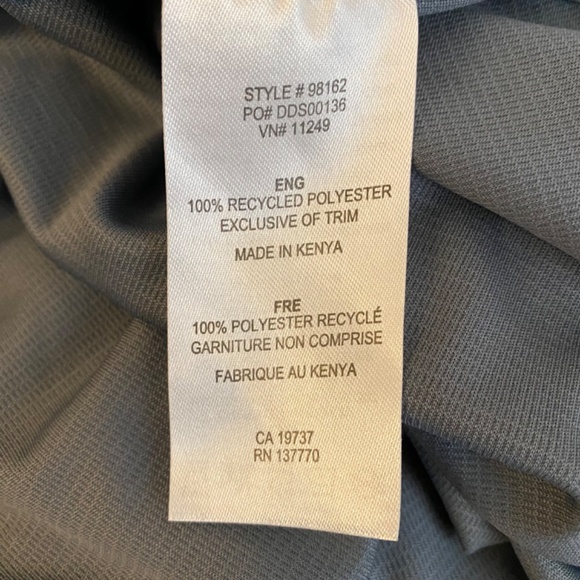 STYLE # 98162
PO# DDS00136
VN# 11249
ENG
100% RECYCLED POLYESTER
EXCLUSIVE OF TRIM
MADE IN KENYA
FRE
100% POLYESTER RECYCLÉ
GARNITURE NON COMPRISE
FABRIQUE AU KENYA
CA 19737
RN 137770